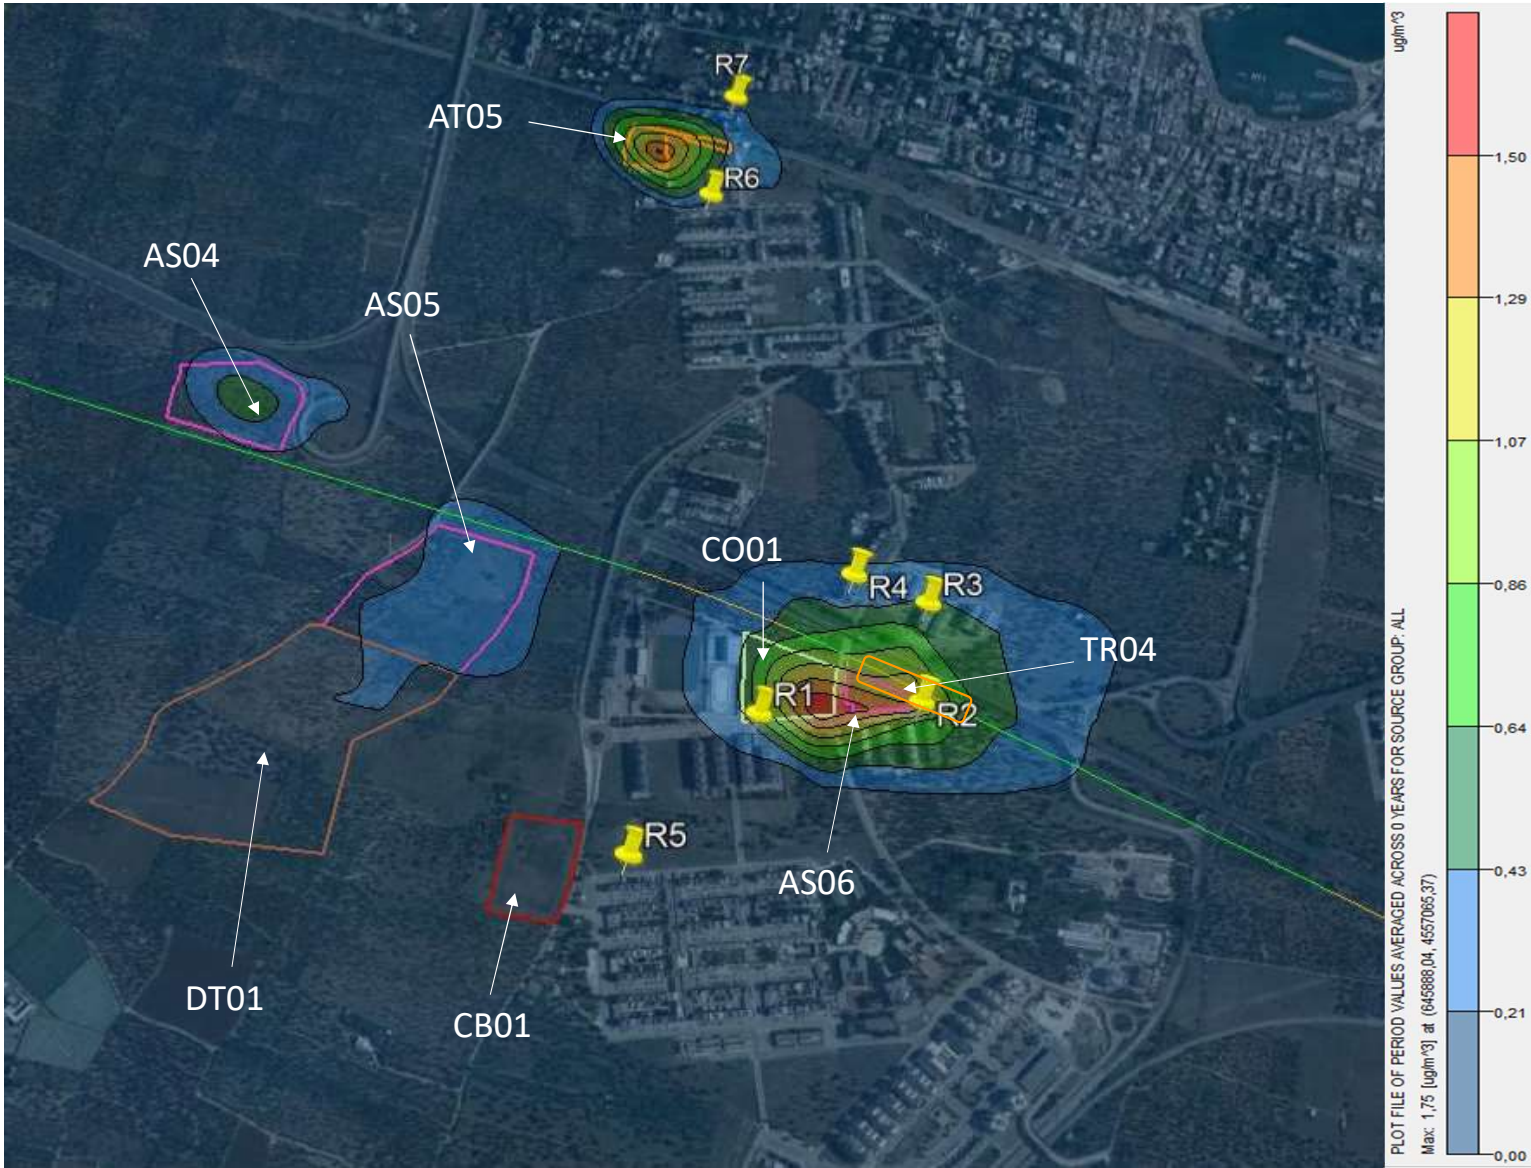 R7
AT05
R6
AS04
AS05
CO01
R4
R3
TR04
R1
R2
R5
AS06
DT01
CB01
ug/m^3
1,50
1,29
1,07
0,86
0,64
0,43
0,21
0,00
PLOT FILE OF PERIOD VALUES AVERAGED ACROSS 0 YEARS FOR SOURCE GROUP: ALL
Max: 1,75 [ug/m^3] at (645888,04, 4557065,37)